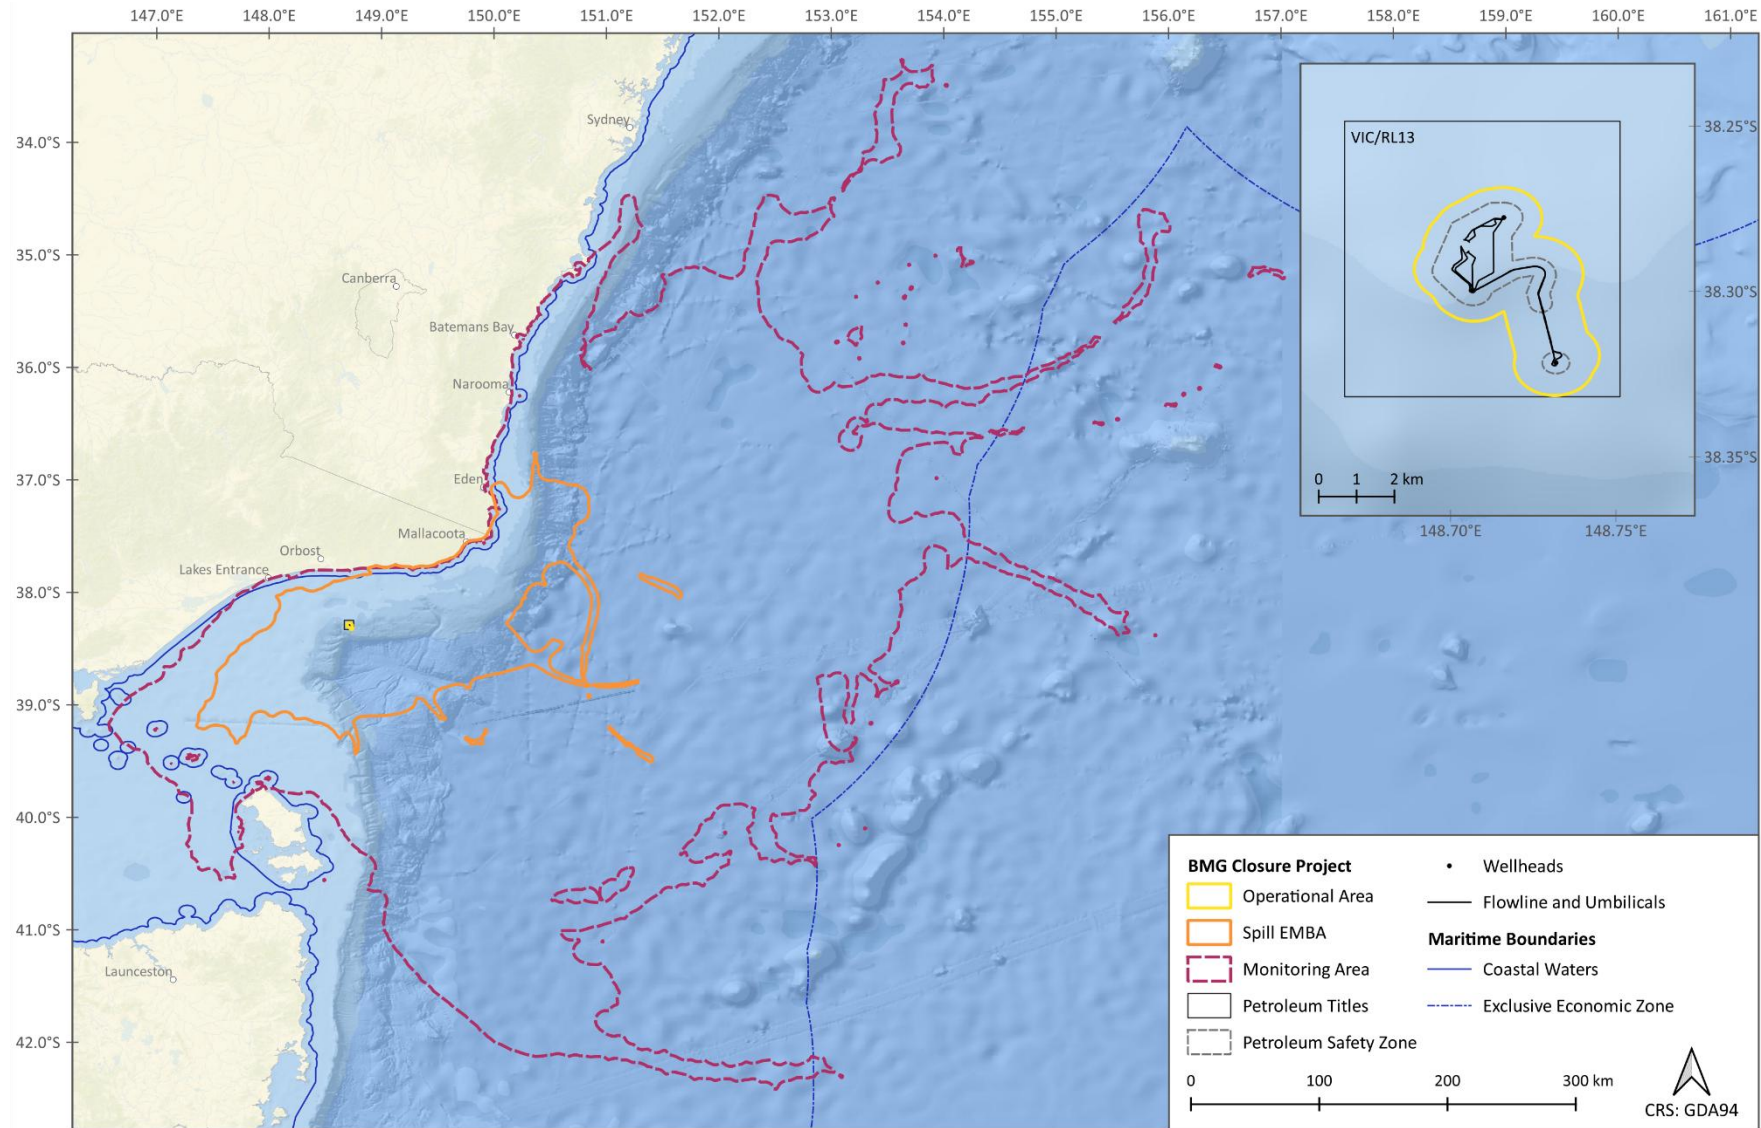 147.0°E 148.0°E 149.0°E 150.0°E 151.0°E 152.0°E 153.0°E 154.0°E 155.0°E 156.0°E 157.0°E 158.0°E 159.0°E 160.0°E 161.0°E
34.0°S
35.0°S
36.0°S
37.0°S
38.0°S
39.0°S
40.0°S
41.0°S
42.0°S
Sydney
Canberra
Batemans Bay
Narooma
Eden
Mallacoota
Orbost
Lakes Entrance
Launceston
VIC/RL13
38.25°S
38.30°S
38.35°S
0 1 2 km
148.70°E 148.75°E
BMG Closure Project
Operational Area
Spill EMBA
Monitoring Area
Petroleum Titles
Petroleum Safety Zone
Wellheads
Flowline and Umbilicals
Maritime Boundaries
Coastal Waters
Exclusive Economic Zone
0 100 200 300 km
CRS: GDA94